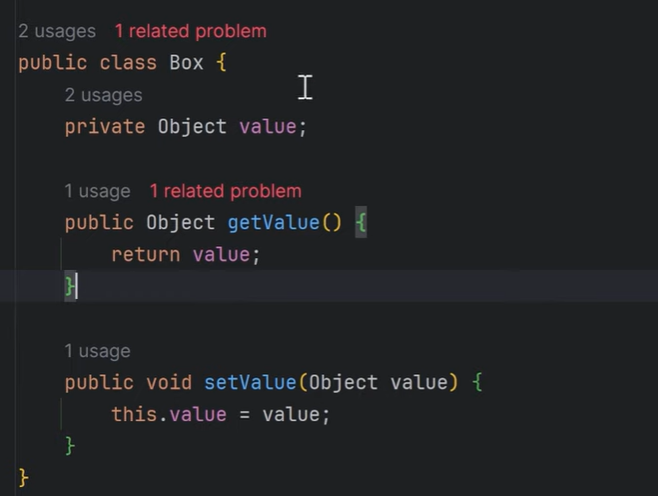 2 usages   1 related problem
public class Box {
    2 usages
    private Object value;

    1 usage   1 related problem
    public Object getValue() {
        return value;
    }

    1 usage
    public void setValue(Object value) {
        this.value = value;
    }
}